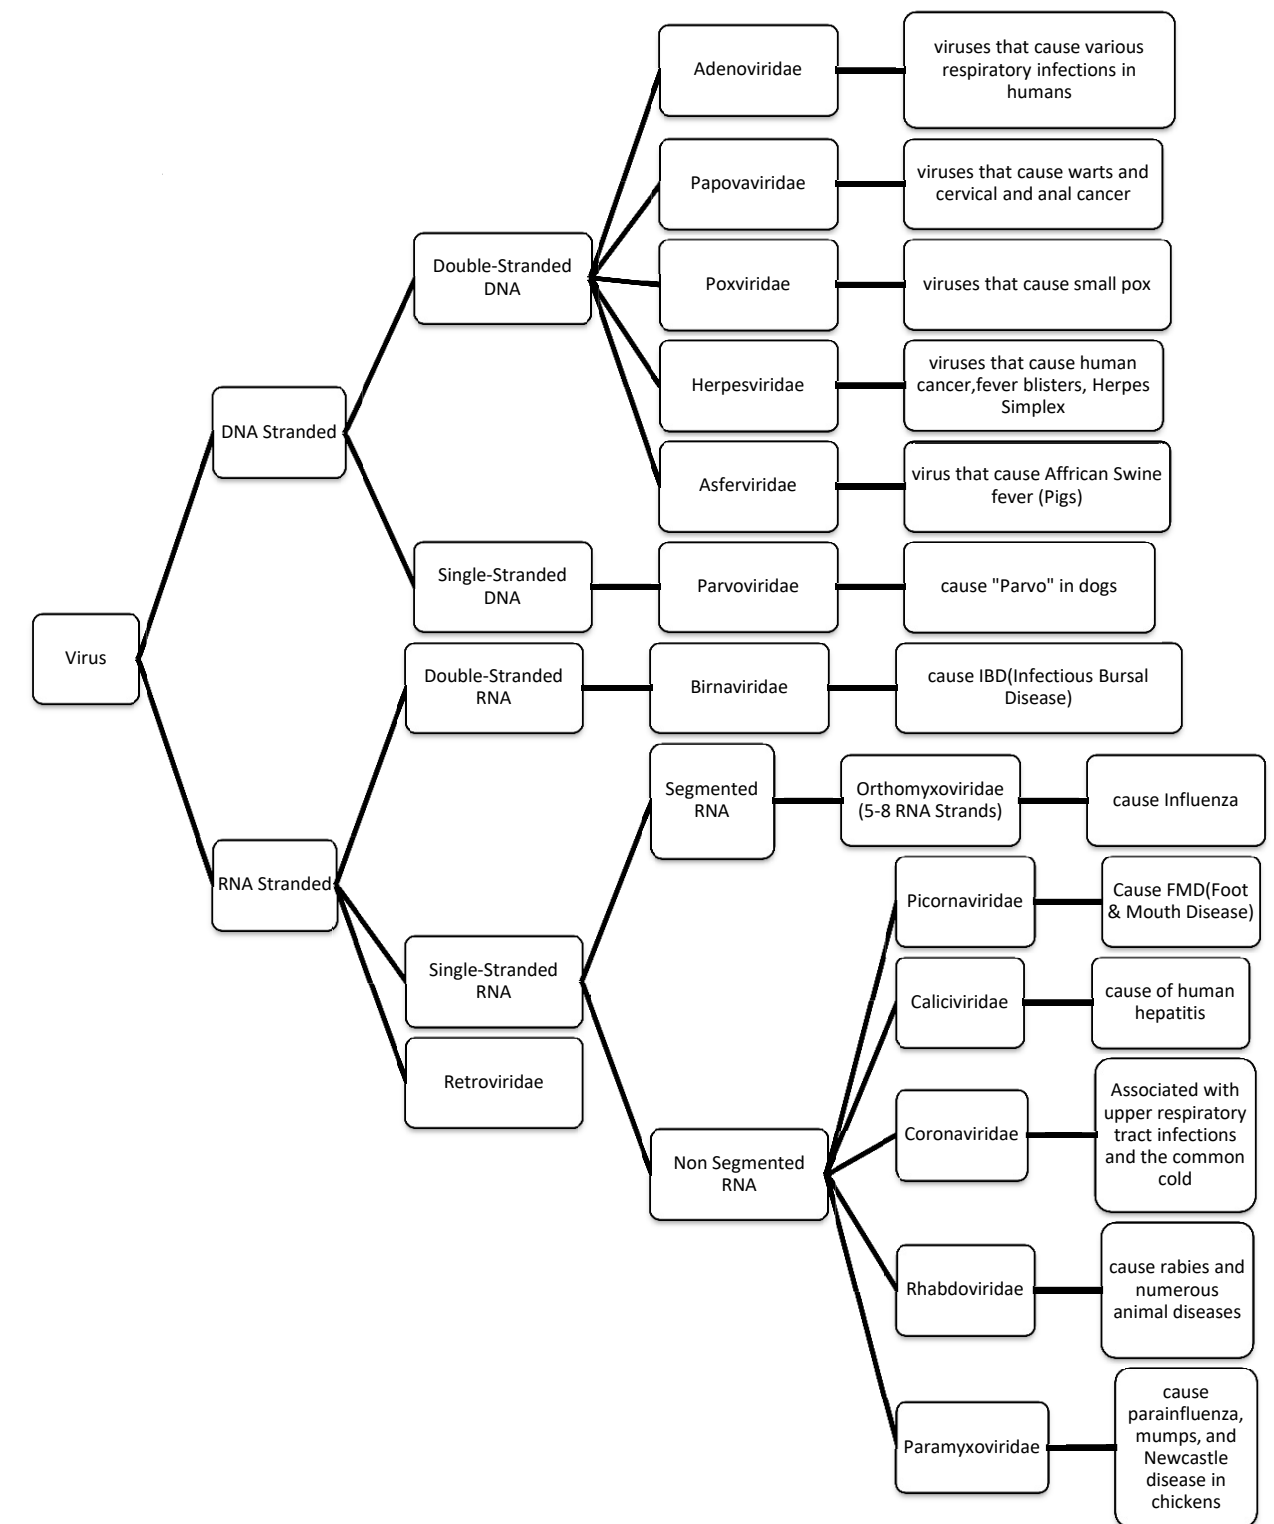 Adenoviridae
viruses that cause various
respiratory infections in
humans
Papovaviridae
viruses that cause warts and
cervical and anal cancer
Double-Stranded
DNA
Poxviridae
viruses that cause small pox
Herpesviridae
viruses that cause human
cancer,fever blisters, Herpes
Simplex
DNA Stranded
Asferviridae
virus that cause Affrican Swine
fever (Pigs)
Single-Stranded
DNA
Parvoviridae
cause "Parvo" in dogs
Virus
Double-Stranded
RNA
Birnaviridae
cause IBD(Infectious Bursal
Disease)
Segmented
RNA
Orthomyxoviridae
(5-8 RNA Strands)
cause Influenza
RNA Stranded
Picornaviridae
Cause FMD(Foot
& Mouth Disease)
Single-Stranded
RNA
Caliciviridae
cause of human
hepatitis
Retroviridae
Coronaviridae
Associated with
upper respiratory
tract infections
and the common
cold
Non Segmented
RNA
Rhabdoviridae
cause rabies and
numerous
animal diseases
Paramyxoviridae
cause
parainfluenza,
mumps, and
Newcastle
disease in
chickens